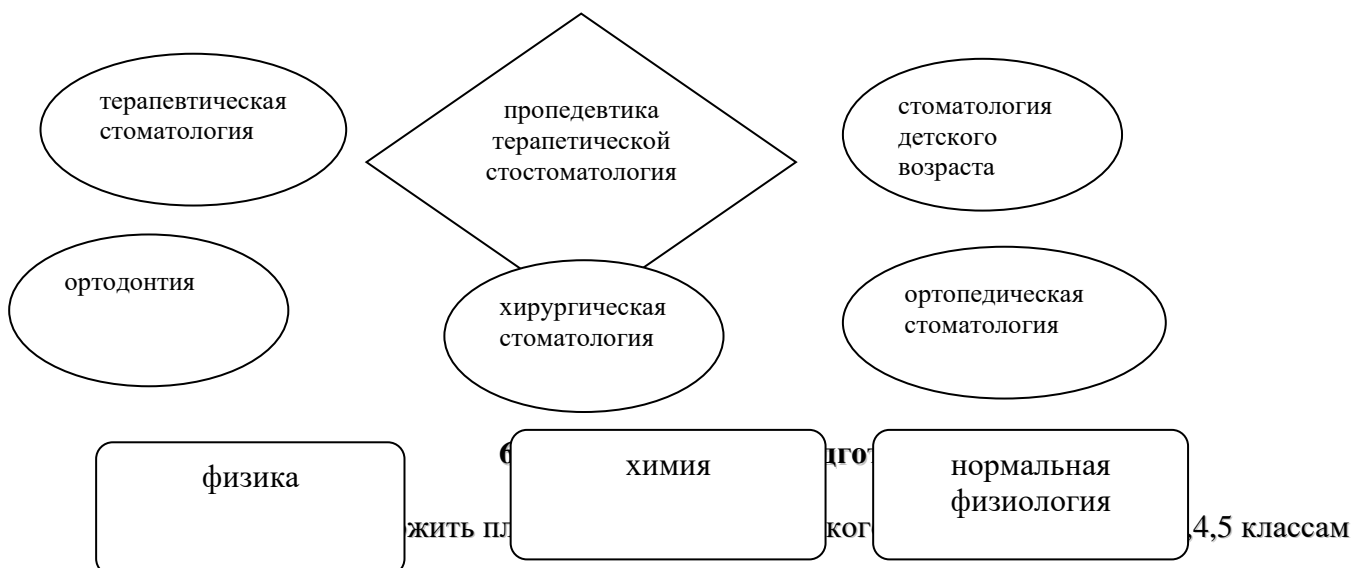 терапевтическая
стоматология
пропедевтика
терапетической
стостоматология
стоматология
детского
возраста
ортодонтия
хирургическая
стоматология
ортопедическая
стоматология
физика
химия
нормальная
физиология
4,5 классам